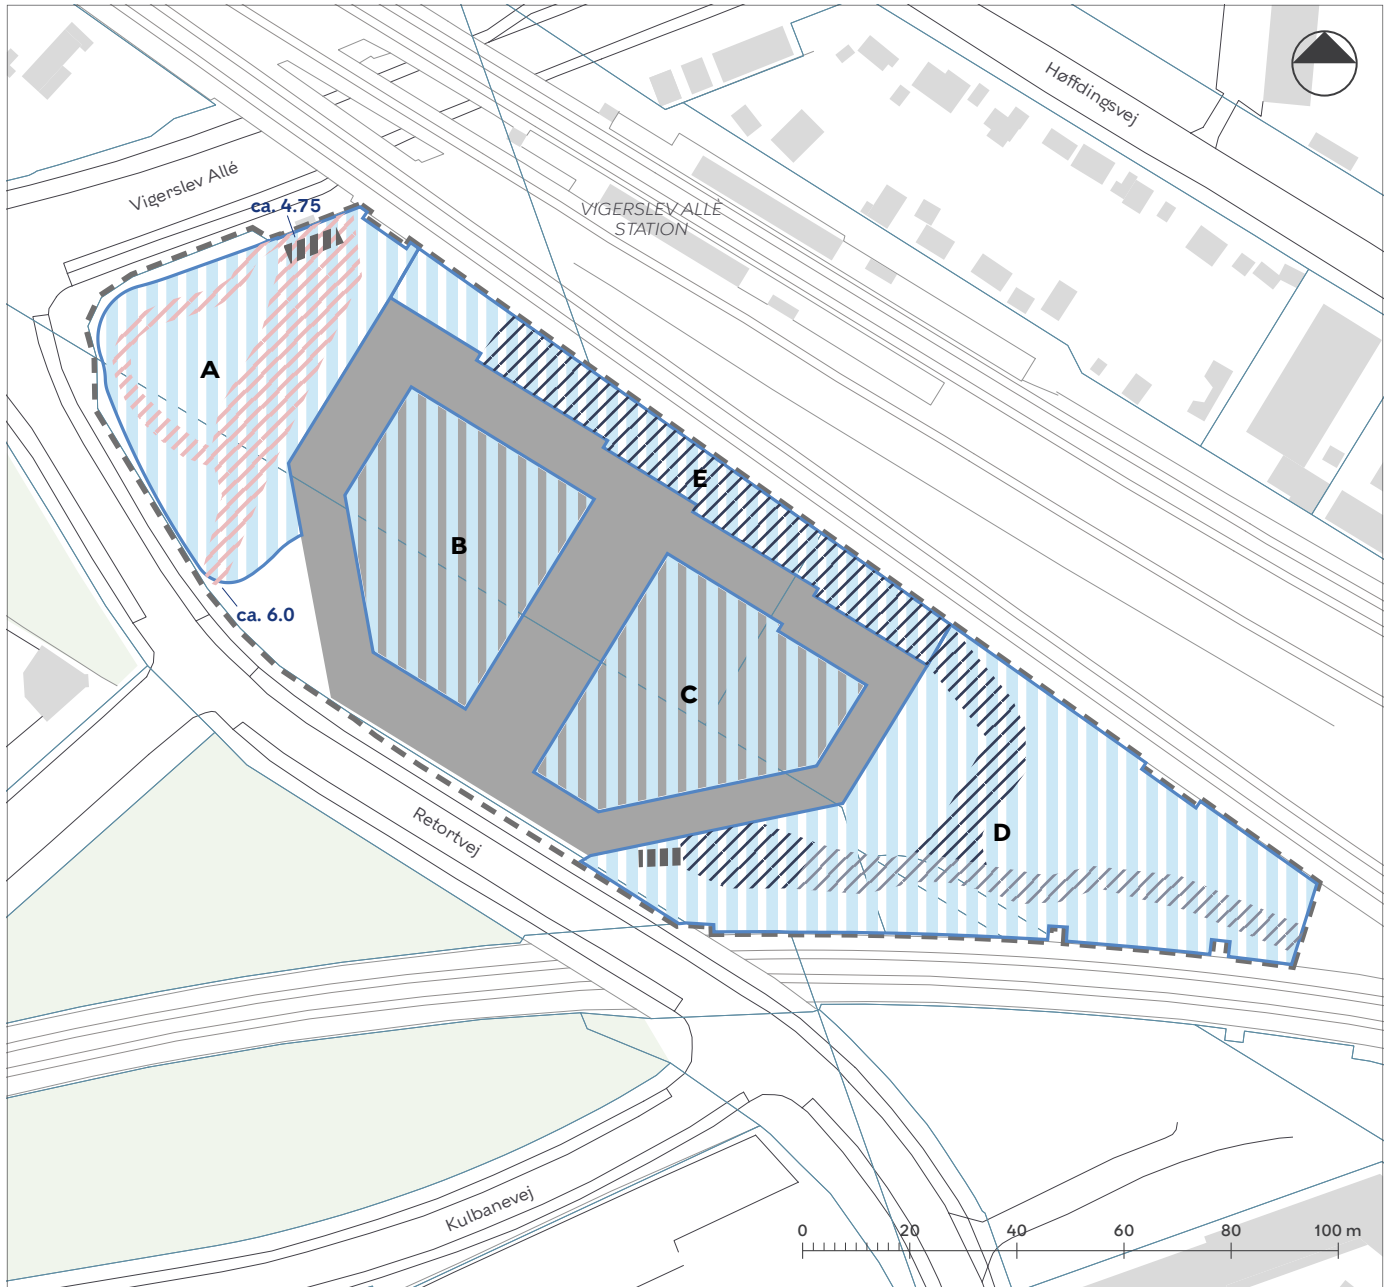 Høffdingsvej
Vigerslev Allé
ca. 4.75
VIGERSLEV ALLÈ
STATION
A
E
B
ca. 6.0
C
D
Retortvej
Kulbanevej
0 20 40 60 80 100 m